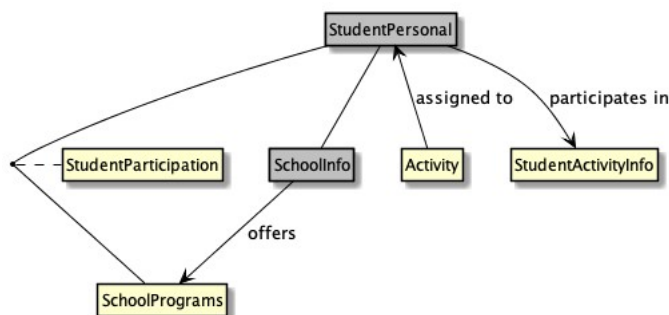 StudentPersonal
assigned to
participates in
StudentParticipation
SchoolInfo
Activity
StudentActivityInfo
offers
SchoolPrograms